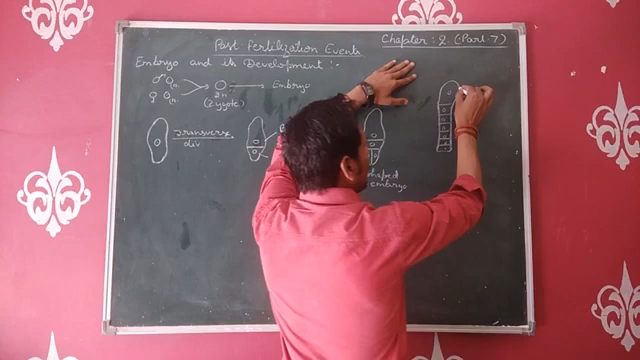 Chapter : 2. (Part-7)
Post Fertilization Events
Embryo and its Development :-
♂ (n)
♀ (n)
2n
(Zygote)
Embryo
Transverse
div
shaped
embryo